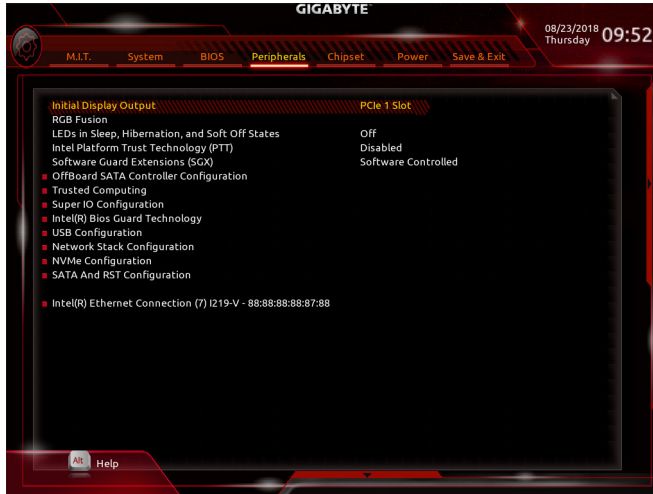 GIGABYTE™
08/23/2018
Thursday
09:52
M.I.T. System BIOS Peripherals Chipset Power Save & Exit
Initial Display Output PCIe 1 Slot
RGB Fusion
LEDs in Sleep, Hibernation, and Soft Off States Off
Intel Platform Trust Technology (PTT) Disabled
Software Guard Extensions (SGX) Software Controlled
OffBoard SATA Controller Configuration
Trusted Computing
Super IO Configuration
Intel(R) Bios Guard Technology
USB Configuration
Network Stack Configuration
NVMe Configuration
SATA And RST Configuration
Intel(R) Ethernet Connection (7) I219-V - 88:88:88:88:87:88
Alt Help